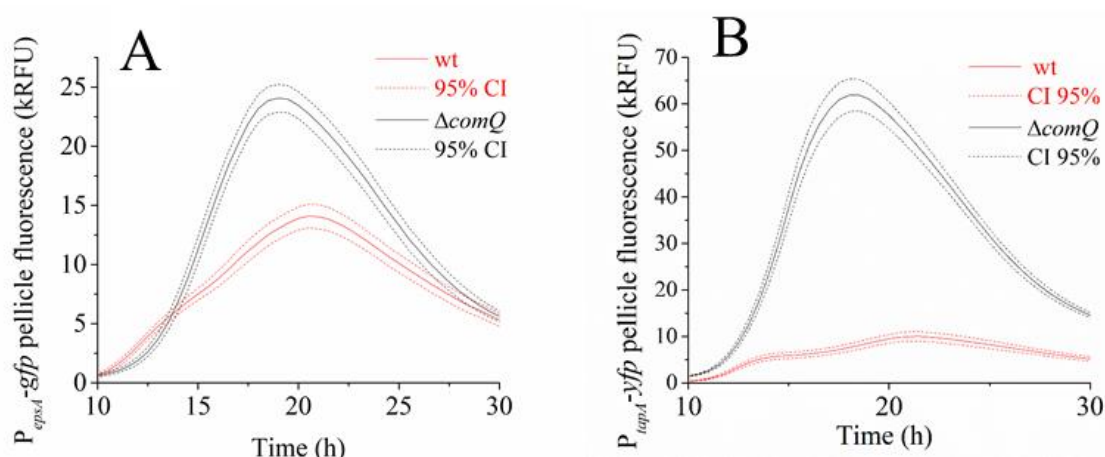 A
P_epsA-gfp pellicle fluorescence (kRFU)
25
20
15
10
5
0
wt
95% CI
ΔcomQ
95% CI
10 15 20 25 30
Time (h)
B
P_tapA-yfp pellicle fluorescence (kRFU)
70
60
50
40
30
20
10
0
wt
CI 95%
ΔcomQ
CI 95%
10 20 30
Time (h)